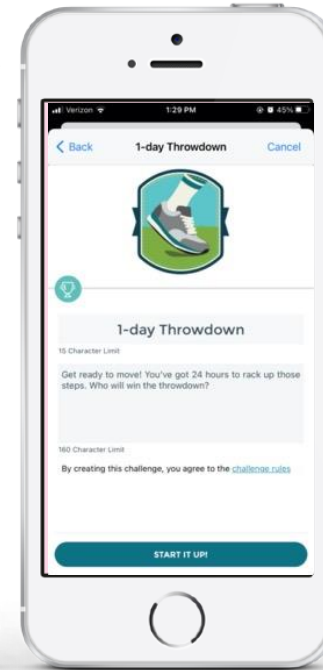 Verizon 1:29 PM 45%
Back 1-day Throwdown Cancel
1-day Throwdown
15 Character Limit
Get ready to move! You've got 24 hours to rack up those
steps. Who will win the throwdown?
160 Character Limit
By creating this challenge, you agree to the challenge rules
START IT UP!